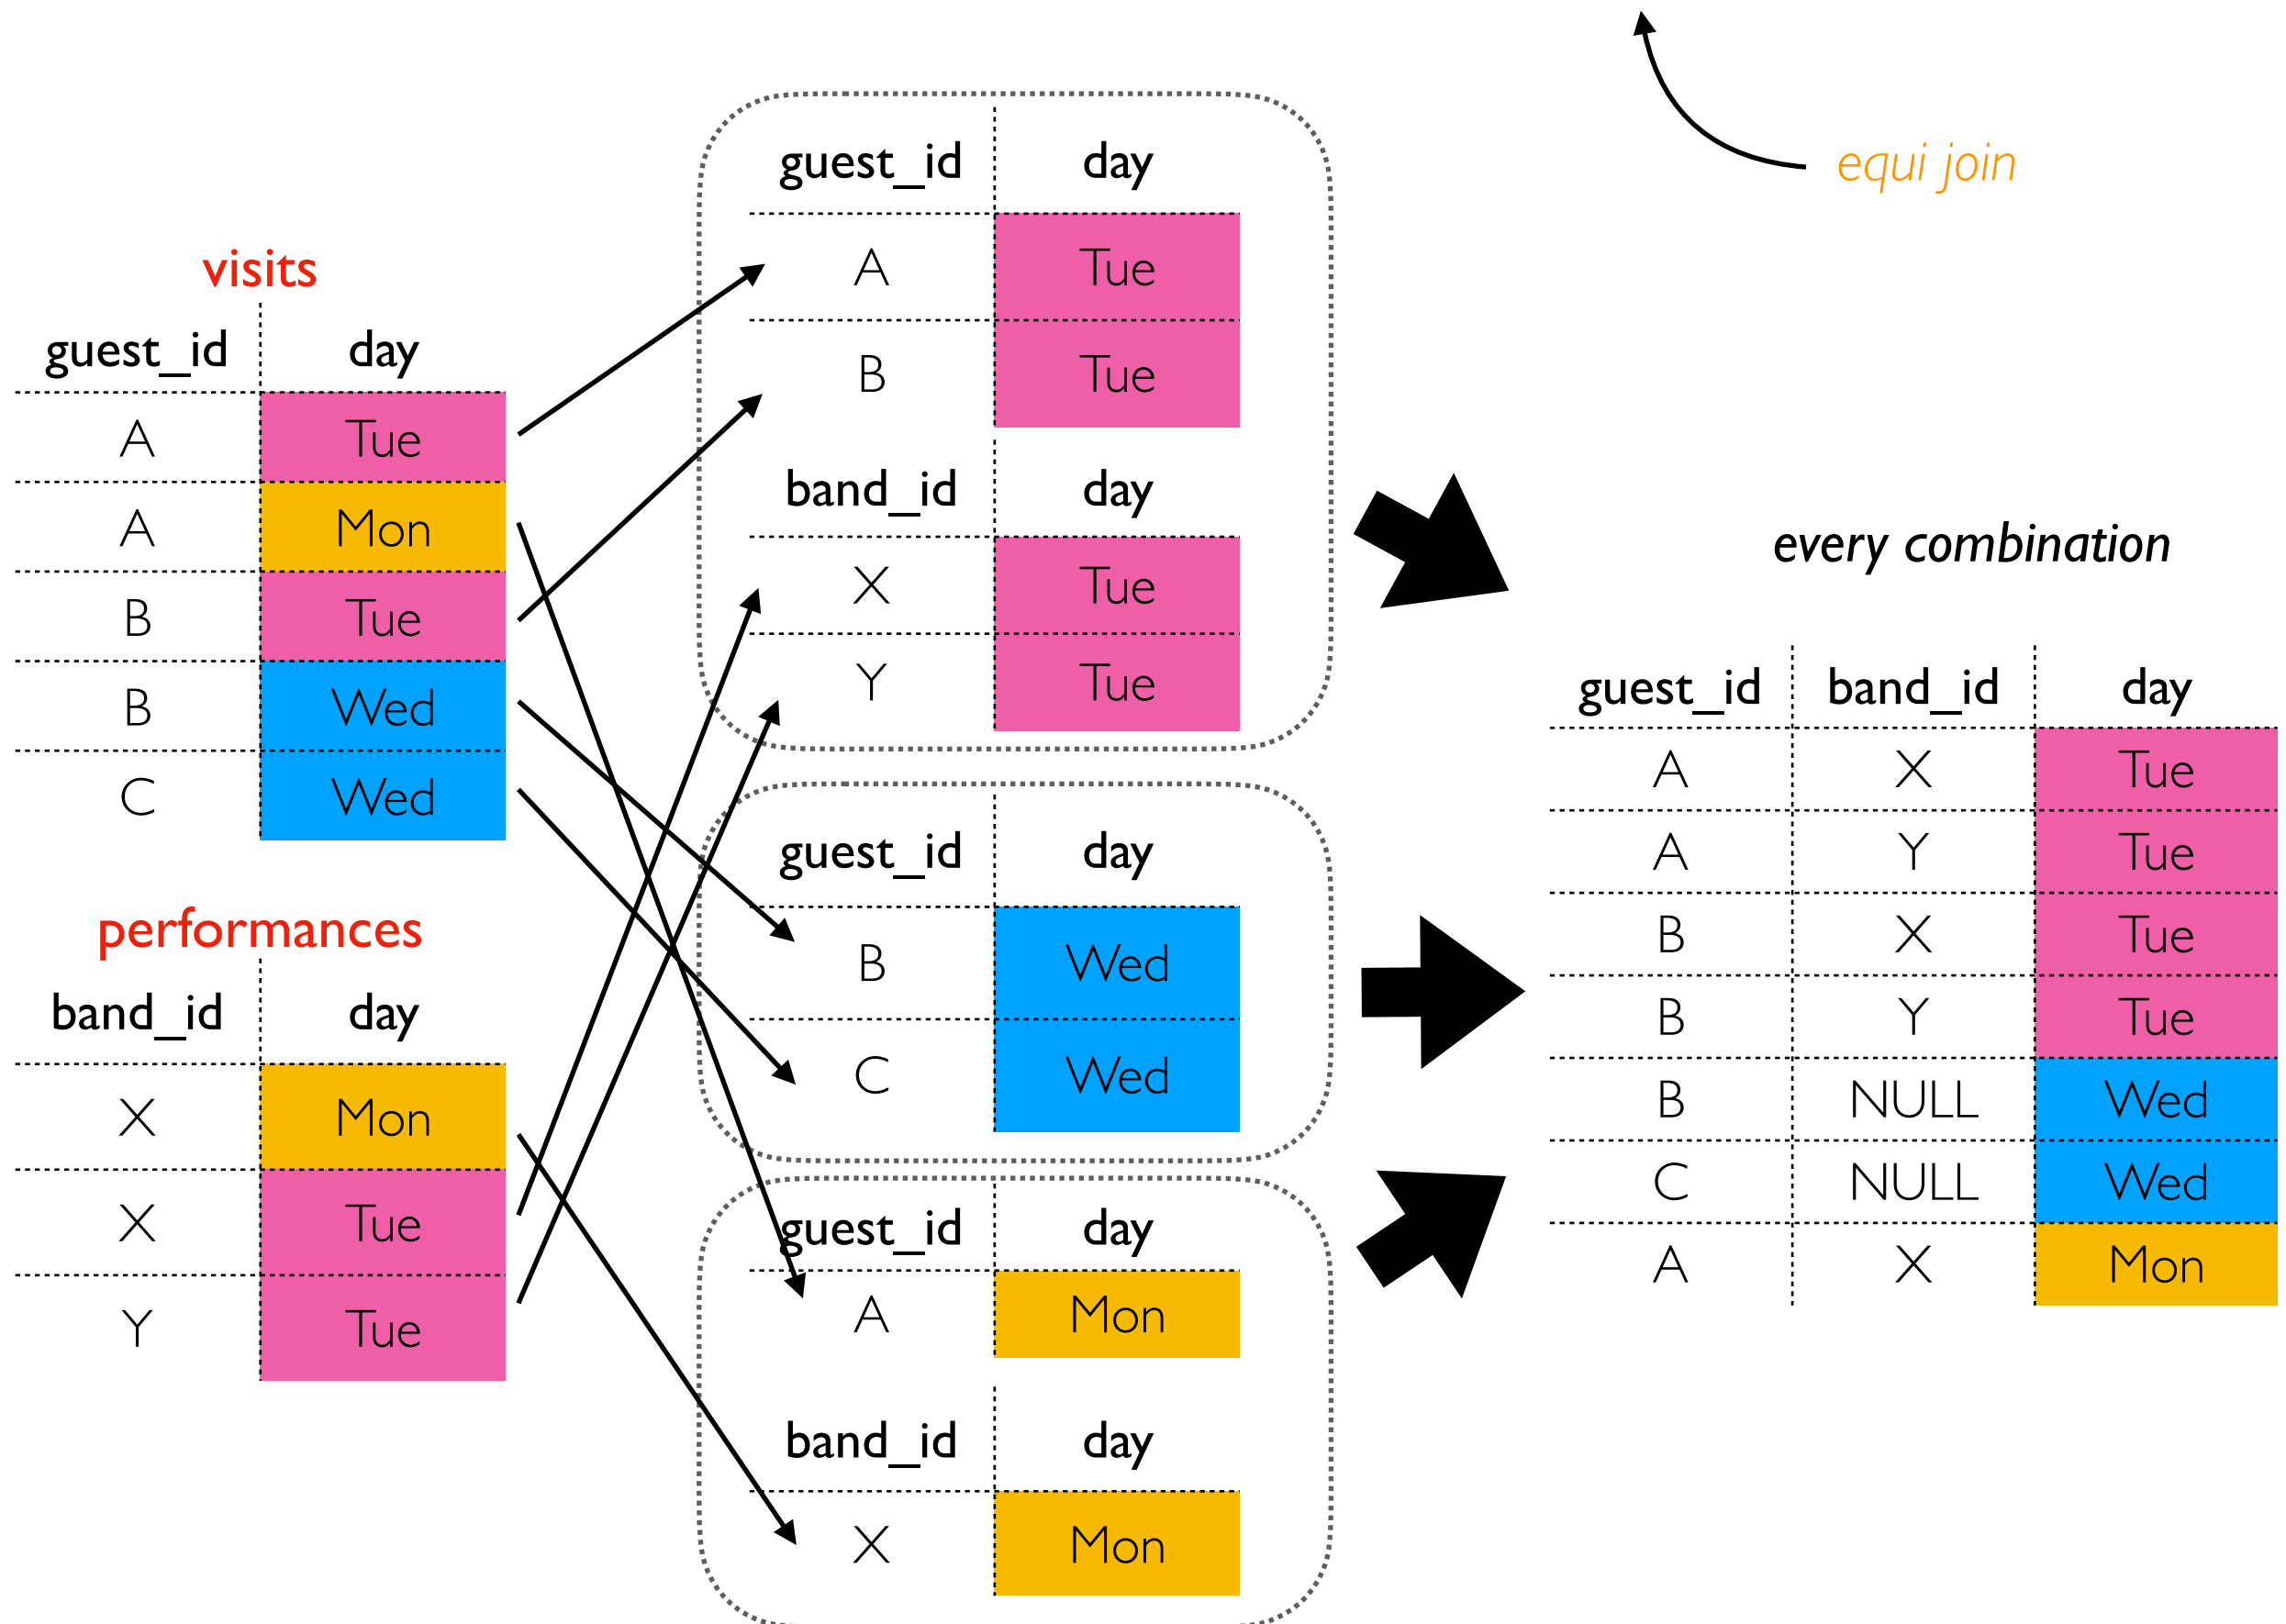 equi join
visits
guest_id day
A Tue
A Mon
B Tue
B Wed
C Wed
performances
band_id day
X Mon
X Tue
Y Tue
guest_id day
A Tue
B Tue
band_id day
X Tue
Y Tue
guest_id day
B Wed
C Wed
guest_id day
A Mon
band_id day
X Mon
every combination
guest_id band_id day
A X Tue
A Y Tue
B X Tue
B Y Tue
B NULL Wed
C NULL Wed
A X Mon